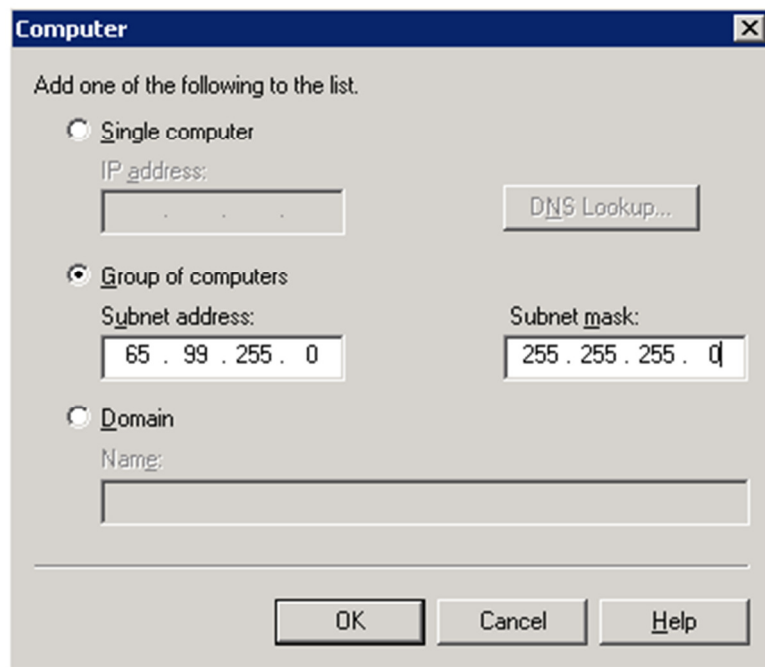 Computer
Add one of the following to the list.
Single computer
IP address:
. . .
DNS Lookup...
Group of computers
Subnet address: Subnet mask:
65 . 99 . 255 . 0 255 . 255 . 255 . 0
Domain
Name:
OK Cancel Help